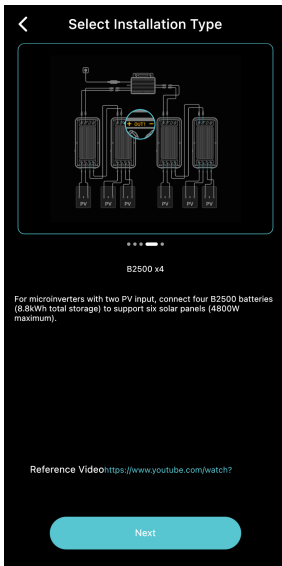 Select Installation Type
+ OUT1 -
PV PV PV PV PV PV
B2500 x4
For microinverters with two PV input, connect four B2500 batteries
(8.8kWh total storage) to support six solar panels (4800W
maximum).
Reference Videohttps://www.youtube.com/watch?
Next